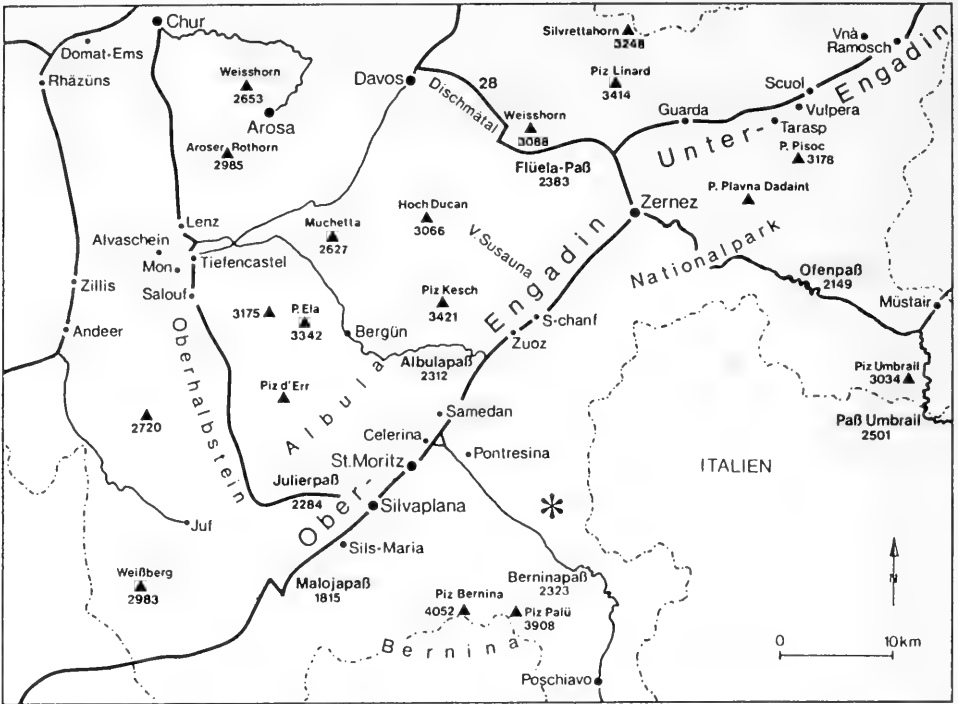 Chur
Domat-Ems
Rhäzüns
Weisshorn
2653
Arosa
Aroser Rothorn
2985
Davos
28
Dischmátal
Silvrettahorn
3248
Piz Linard
3414
Weisshorn
3088
Flüela-Paß
2383
Vnà
Ramosch
Scuol
Vulpera
Guarda
Tarasp
P. Pisoc
3178
Unter-
Engadin
P. Plavna Dadaint
Zernez
Nationalpark
Ofenpaß
2149
Müstair
Piz Umbrail
3034
Paß Umbrail
2501
Lenz
Alvaschein
Mon
Tiefencastel
Salouf
Zillis
Andeer
Muchetta
2627
Hoch Ducan
3066
V. Susauna
Piz Kesch
3421
Engadin
S-chanf
Zuoz
3175
P. Ela
3342
Bergün
Albulapaß
2312
Piz d'Err
Albula
Oberhalbstein
2720
Samedan
Celerina
Pontresina
St. Moritz
Julierpaß
2284
Silvaplana
Ober-
Sils-Maria
Juf
ITALIEN
Weißberg
2983
Malojapaß
1815
Piz Bernina
4052
Piz Palü
3908
Berninapaß
2323
Bernina
Poschiavo
N
0 10 km